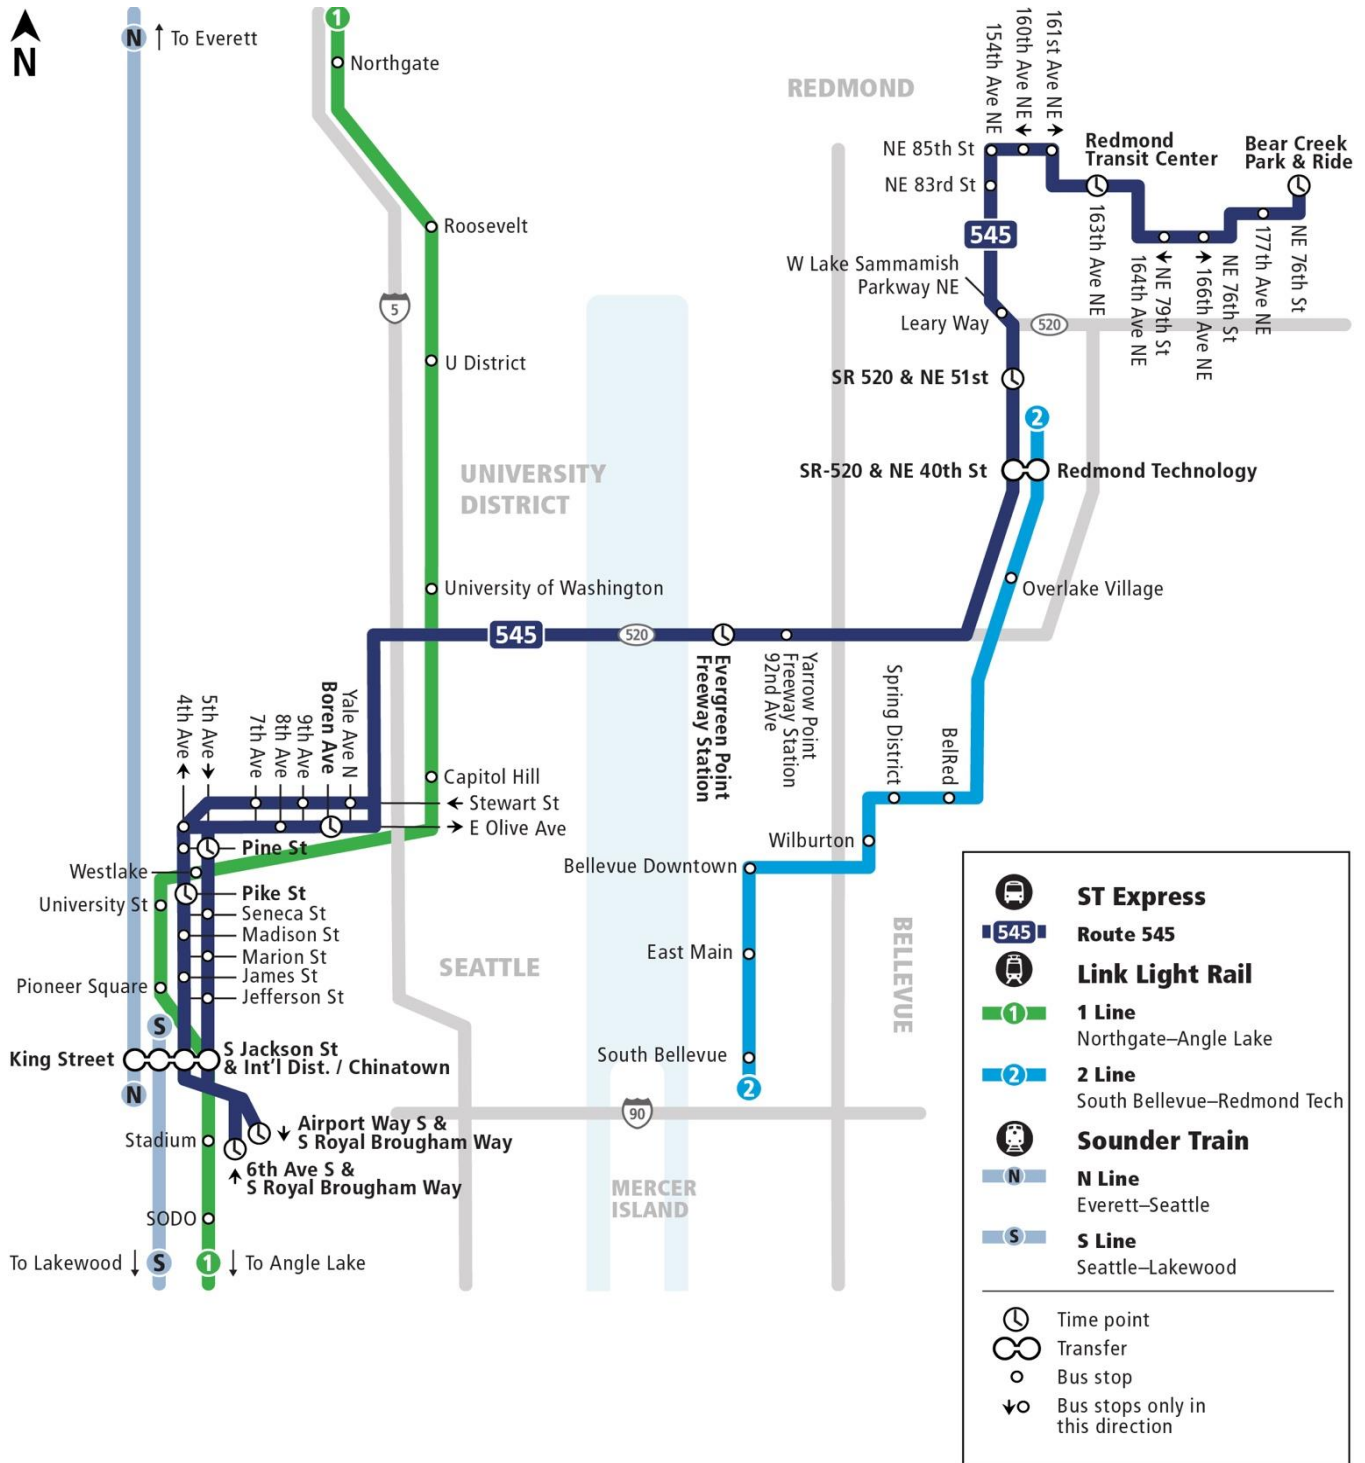 N
N
To Everett
1
Northgate
Roosevelt
5
U District
UNIVERSITY
DISTRICT
University of Washington
545
520
Evergreen Point
Freeway Station
Yarrow Point
Freeway Station
92nd Ave
REDMOND
154th Ave NE
160th Ave NE
161st Ave NE
NE 85th St
NE 83rd St
545
Redmond
Transit Center
Bear Creek
Park & Ride
163th Ave NE
164th Ave NE
NE 79th St
166th Ave NE
NE 76th St
177th Ave NE
NE 76th St
W Lake Sammamish
Parkway NE
Leary Way
520
SR 520 & NE 51st
2
SR-520 & NE 40th St
Redmond Technology
Overlake Village
Spring District
BelRed
Wilburton
Bellevue Downtown
East Main
South Bellevue
2
BELLEVUE
4th Ave
5th Ave
7th Ave
8th Ave
9th Ave
Boren Ave
Yale Ave N
Capitol Hill
Stewart St
E Olive Ave
Pine St
Westlake
Pike St
University St
Seneca St
Madison St
Marion St
James St
Pioneer Square
Jefferson St
SEATTLE
S
King Street
S Jackson St
& Int'l Dist. / Chinatown
N
90
Airport Way S &
S Royal Brougham Way
Stadium
6th Ave S &
S Royal Brougham Way
MERCER
ISLAND
SODO
To Lakewood
S
1
To Angle Lake
ST Express
545
Route 545
Link Light Rail
1
1 Line
Northgate–Angle Lake
2
2 Line
South Bellevue–Redmond Tech
Sounder Train
N
N Line
Everett–Seattle
S
S Line
Seattle–Lakewood
Time point
Transfer
Bus stop
Bus stops only in
this direction